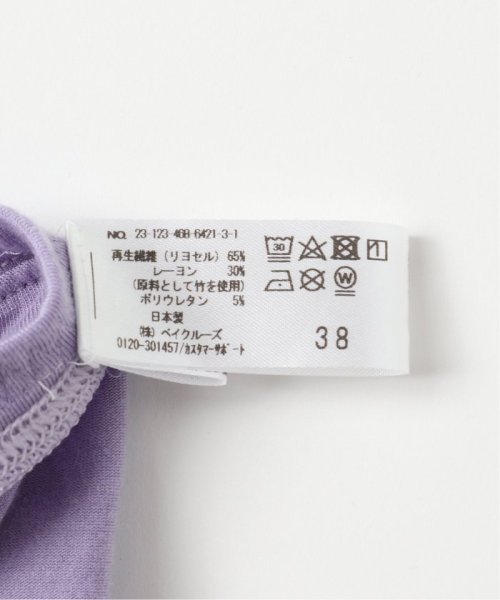 NO. 23-123-468-6421-3-1
再生繊維 (リヨセル) 65%
レーヨン 30%
(原料として竹を使用)
ポリウレタン 5%
日本製
(株) ベイクルーズ
0120-301457/カスタマーサポート
30
W
38